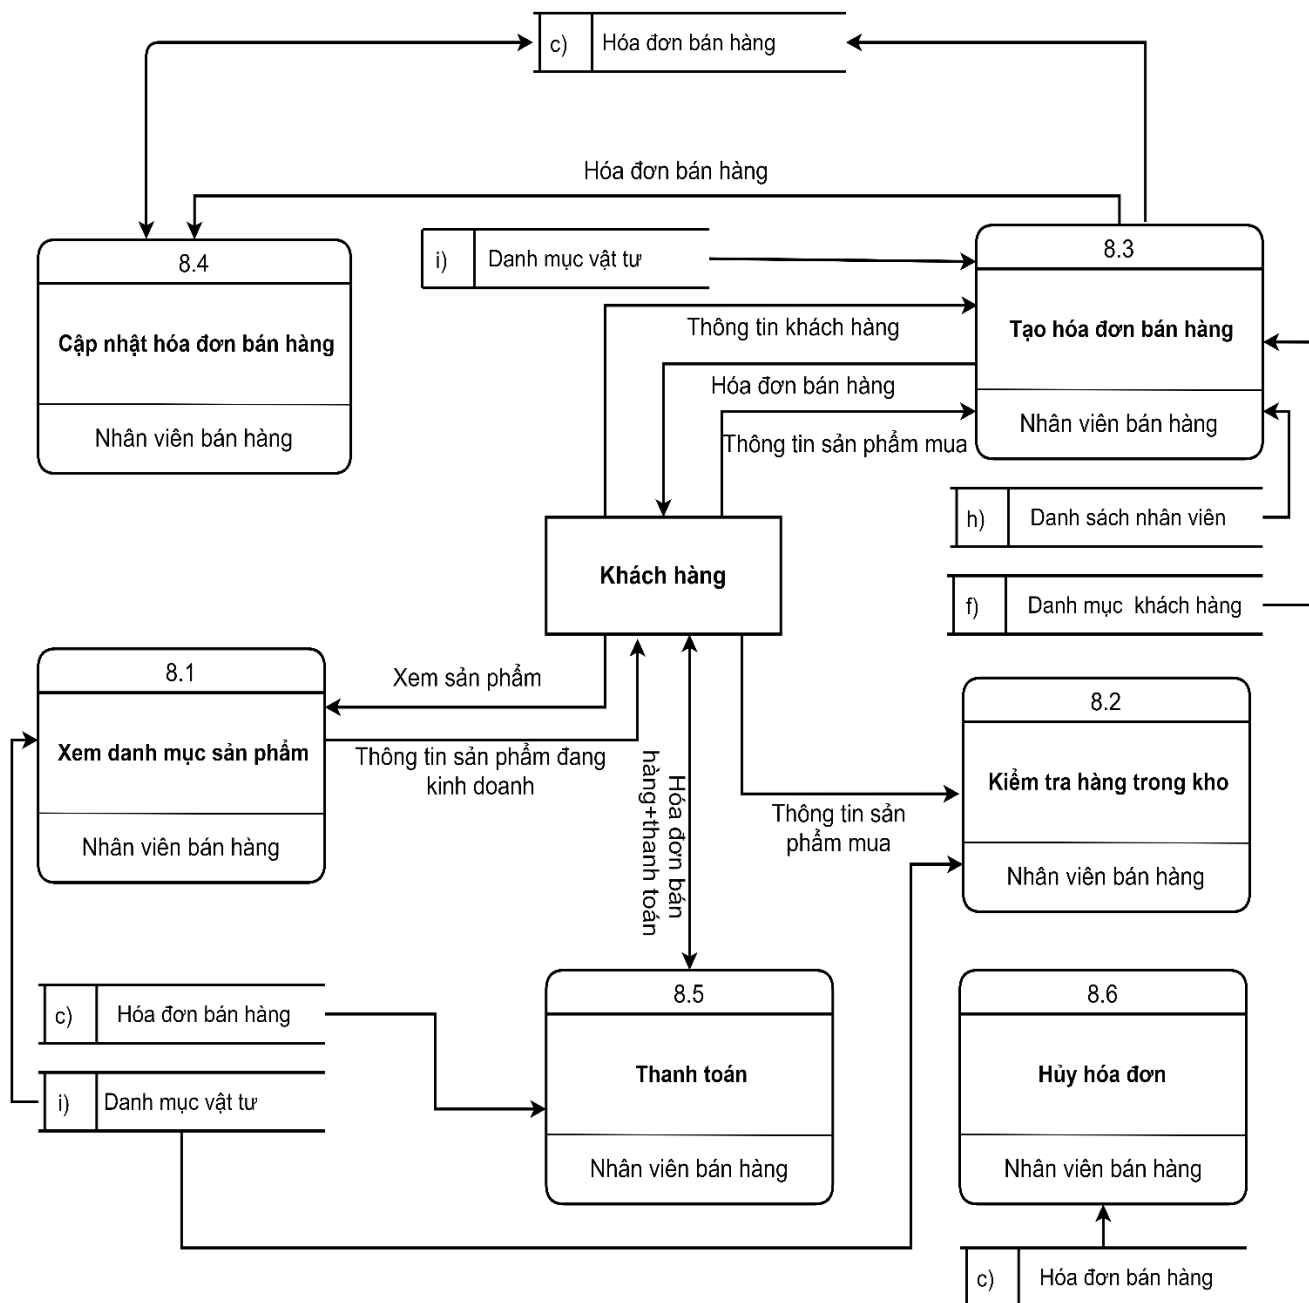 c) Hóa đơn bán hàng
Hóa đơn bán hàng
8.4
Cập nhật hóa đơn bán hàng
Nhân viên bán hàng
i) Danh mục vật tư
8.3
Tạo hóa đơn bán hàng
Nhân viên bán hàng
Thông tin khách hàng
Hóa đơn bán hàng
Thông tin sản phẩm mua
h) Danh sách nhân viên
f) Danh mục khách hàng
Khách hàng
8.1
Xem danh mục sản phẩm
Nhân viên bán hàng
Xem sản phẩm
Thông tin sản phẩm đang
kinh doanh
Hóa đơn bán
hàng+thanh toán
Thông tin sản
phẩm mua
8.2
Kiểm tra hàng trong kho
Nhân viên bán hàng
c) Hóa đơn bán hàng
i) Danh mục vật tư
8.5
Thanh toán
Nhân viên bán hàng
8.6
Hủy hóa đơn
Nhân viên bán hàng
c) Hóa đơn bán hàng